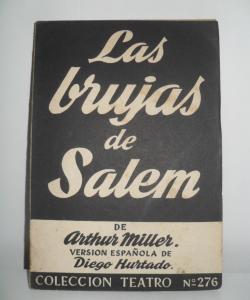 Las
brujas
de
Salem
DE
Arthur Miller.
VERSION ESPAÑOLA DE
Diego Hurtado.
COLECCION TEATRO Nº 276